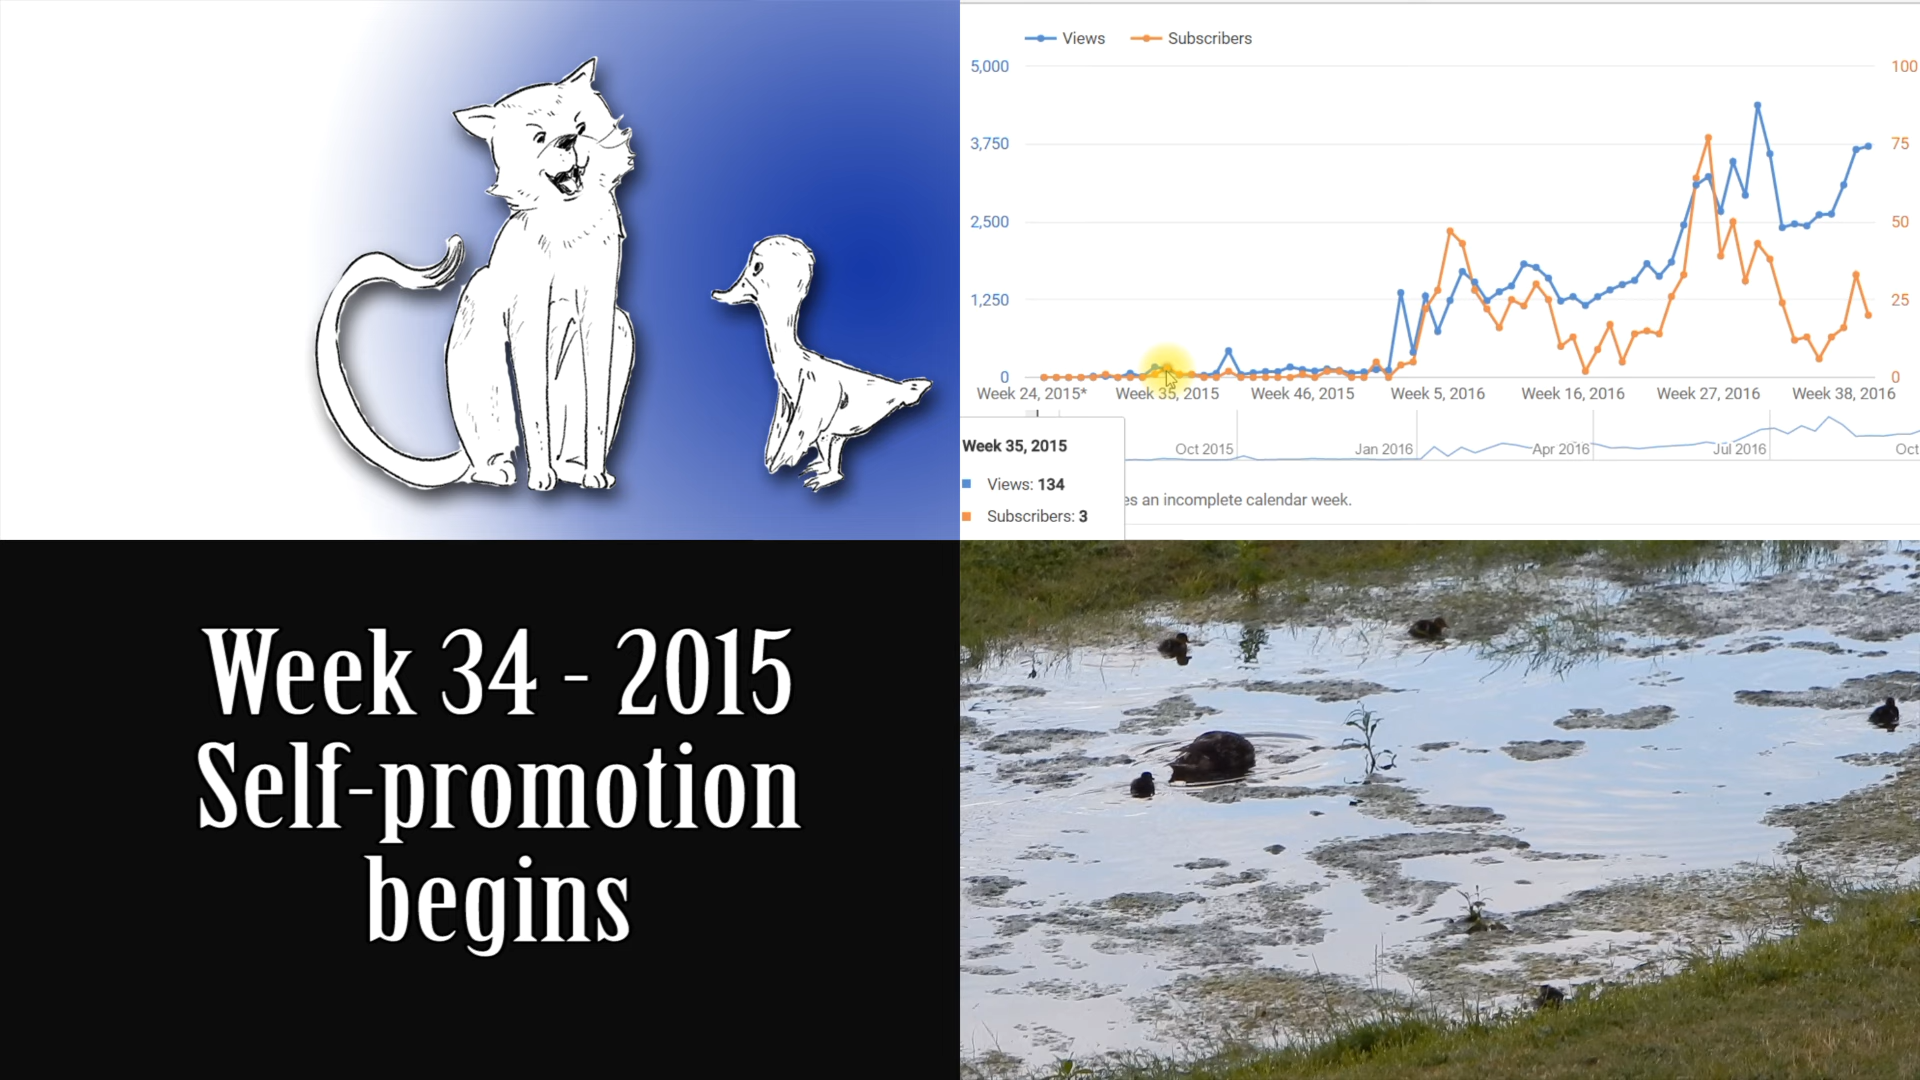 Views Subscribers
5,000 100
3,750 75
2,500 50
1,250 25
0 0
Week 24, 2015* Week 35, 2015 Week 46, 2015 Week 5, 2016 Week 16, 2016 Week 27, 2016 Week 38, 2016
Oct 2015 Jan 2016 Apr 2016 Jul 2016 Oct
Week 35, 2015
Views: 134
es an incomplete calendar week.
Subscribers: 3
Week 34 - 2015
Self-promotion
begins